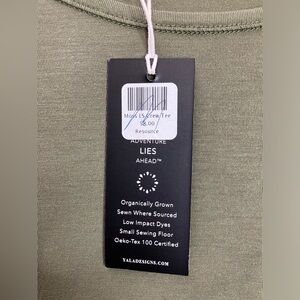 Moss LS Crew Tee
Resource
ADVENTURE
LIES
AHEAD™
Organically Grown
Sewn Where Sourced
Low Impact Dyes
Small Sewing Floor
Oeko-Tex 100 Certified
YALADESIGNS.COM